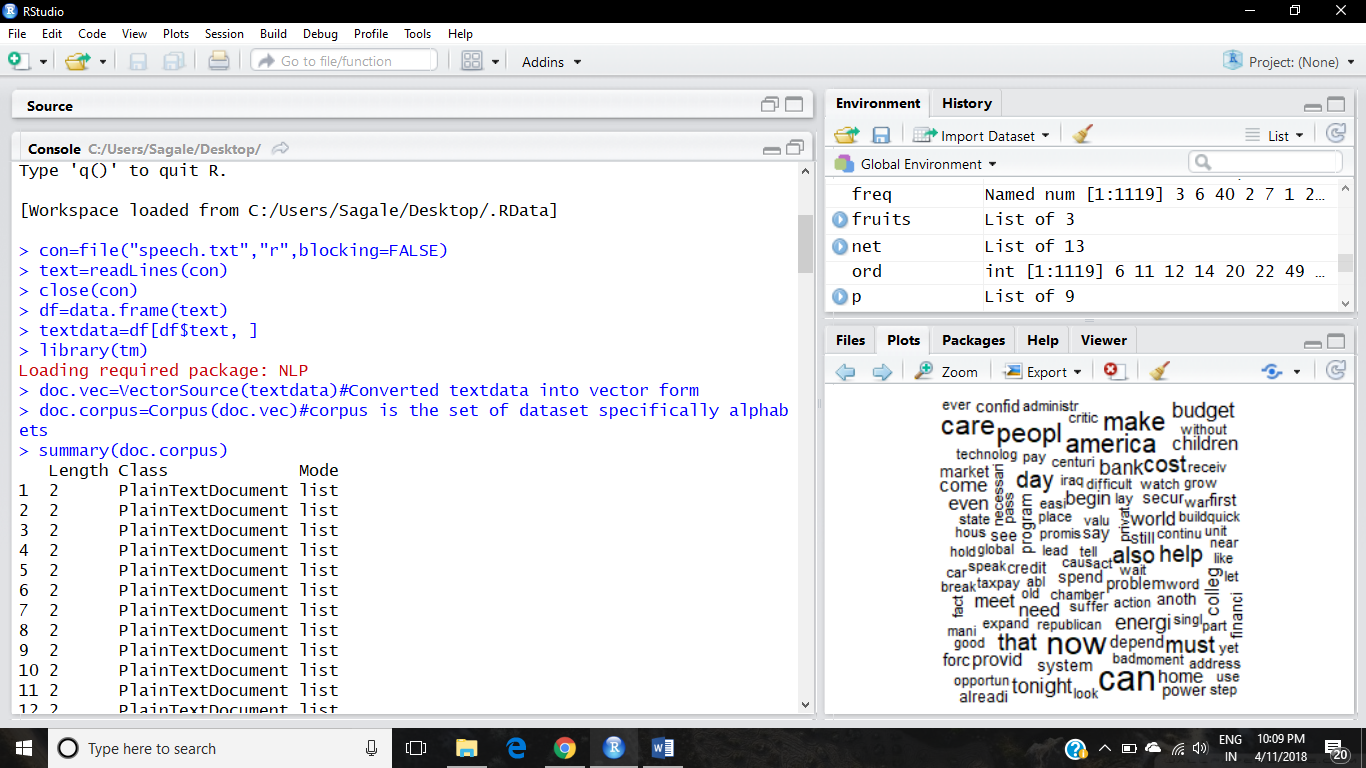 RStudio
File Edit Code View Plots Session Build Debug Profile Tools Help
Go to file/function Addins Project: (None)
Source
Console C:/Users/Sagale/Desktop/
Type 'q()' to quit R.
[Workspace loaded from C:/Users/Sagale/Desktop/.RData]
> con=file("speech.txt","r",blocking=FALSE)
> text=readLines(con)
> close(con)
> df=data.frame(text)
> textdata=df[df$text, ]
> library(tm)
Loading required package: NLP
> doc.vec=VectorSource(textdata)#Converted textdata into vector form
> doc.corpus=Corpus(doc.vec)#corpus is the set of dataset specifically alphab
ets
> summary(doc.corpus)
Length Class Mode
1 2 PlainTextDocument list
2 2 PlainTextDocument list
3 2 PlainTextDocument list
4 2 PlainTextDocument list
5 2 PlainTextDocument list
6 2 PlainTextDocument list
7 2 PlainTextDocument list
8 2 PlainTextDocument list
9 2 PlainTextDocument list
10 2 PlainTextDocument list
11 2 PlainTextDocument list
12 2 PlainTextDocument list
Environment History
Import Dataset List
Global Environment
freq Named num [1:1119] 3 6 40 2 7 1 2...
fruits List of 3
net List of 13
ord int [1:1119] 6 11 12 14 20 22 49 ...
p List of 9
Files Plots Packages Help Viewer
Zoom Export
ever confid administr
care peopl critic make budget
america without
children
technolog pay centuri bank cost receiv
market
come day iraq difficult watch grow
necessari
pass
even program easi begin lay secur war first
state place valu privat world build quick
hous see promis say still continu unit
hold global lead tell also help near
like
car speak credit caus act wait
break taxpay abl spend problem word colleg let
fact meet old chamber
need suffer action anoth financi
mani expand republican energi singl part
good that now depend must yet
forc provid system bad moment address
opportun tonight look can home use
alreadi power step
Type here to search
ENG
IN
10:09 PM
4/11/2018
20